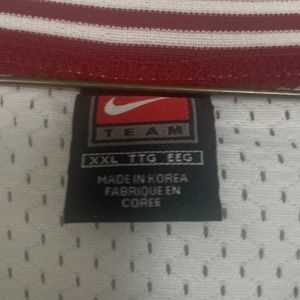 TEAM
XXL TTG EEG
MADE IN KOREA
FABRIQUE EN
COREE